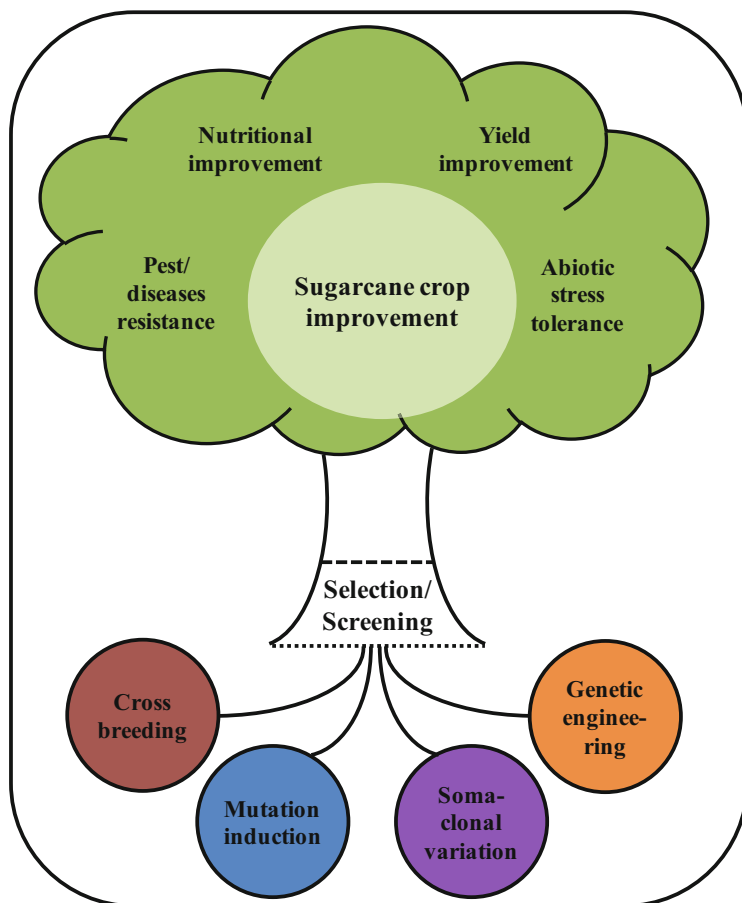 Nutritional
improvement
Yield
improvement
Pest/
diseases
resistance
Sugarcane crop
improvement
Abiotic
stress
tolerance
Selection/
Screening
Cross
breeding
Genetic
enginee-
ring
Mutation
induction
Soma-
clonal
variation